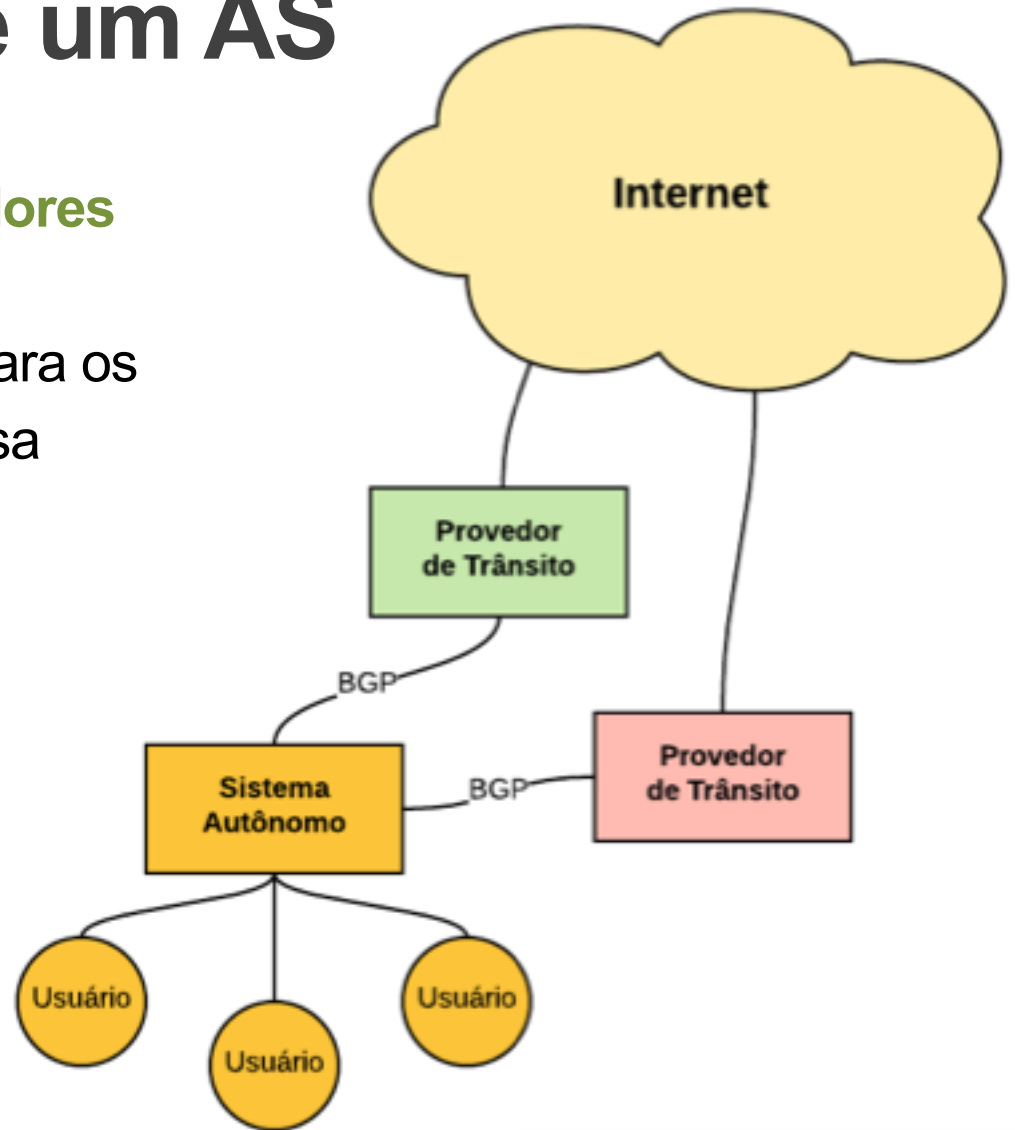 e um AS
lores
ara os
sa
Internet
Provedor
de Trânsito
BGP
Provedor
de Trânsito
BGP
Sistema
Autônomo
Usuário
Usuário
Usuário